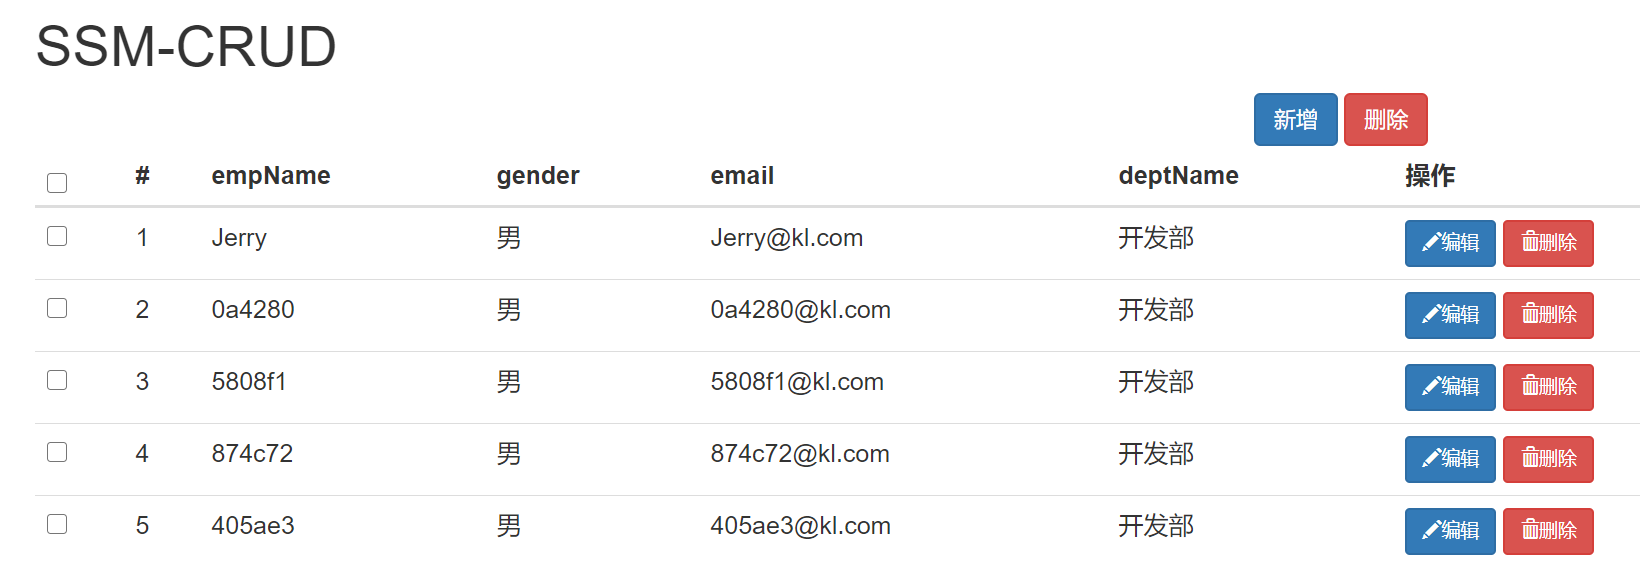 SSM-CRUD
新增 删除
# empName gender email deptName 操作
1 Jerry 男 Jerry@kl.com 开发部 编辑 删除
2 0a4280 男 0a4280@kl.com 开发部 编辑 删除
3 5808f1 男 5808f1@kl.com 开发部 编辑 删除
4 874c72 男 874c72@kl.com 开发部 编辑 删除
5 405ae3 男 405ae3@kl.com 开发部 编辑 删除